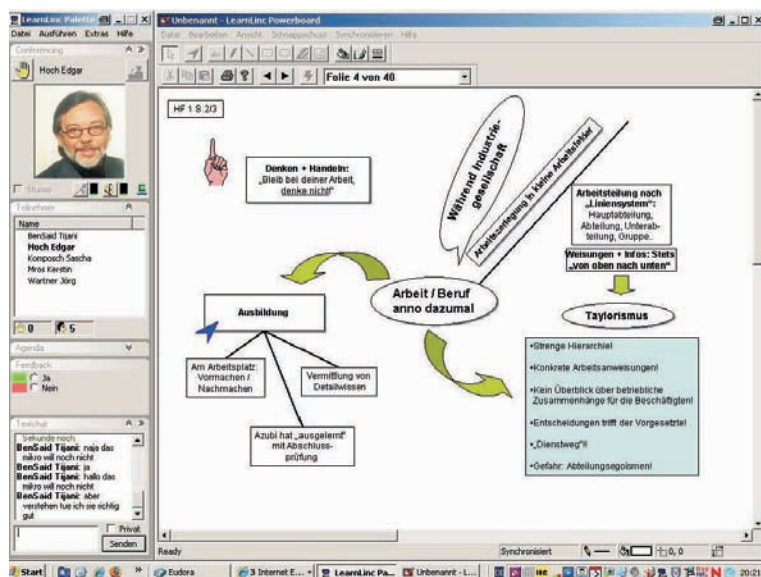 LearnLinc Palette
Datei Ausführen Extras Hilfe
Conferencing
Hoch Edgar
Stumm
Teilnehmer
Name
BenSaid Tijani
Hoch Edgar
Komposch Sascha
Mros Kerstin
Wartner Jörg
0 5
Agenda
Feedback
Ja
Nein
Textchat
Sekunde noch
BenSaid Tijani: naja das
mikro will noch nicht
BenSaid Tijani: ja
BenSaid Tijani: hallo das
mikro will noch nicht
BenSaid Tijani: aber
verstehen tue ich sie richtig
gut
Privat
Senden
Unbenannt - LearnLinc Powerboard
Datei Bearbeiten Ansicht Schnappschuss Synchronisieren Hilfe
Folie 4 von 40
HF 1 S.2/3
Denken + Handeln:
„Bleib bei deiner Arbeit,
denke nicht!"
Während Industrie-
gesellschaft
Arbeitszerlegung in kleine Arbeitsfelder
Arbeitsteilung nach
„Liniensystem":
Hauptabteilung,
Abteilung, Unterab-
teilung, Gruppe..
Weisungen + Infos: Stets
„von oben nach unten"
Arbeit / Beruf
anno dazumal
Ausbildung
Am Arbeitsplatz:
Vormachen /
Nachmachen
Vermittlung von
Detailwissen
Azubi hat „ausgelernt"
mit Abschluss-
prüfung
Taylorismus
•Strenge Hierarchie!
•Konkrete Arbeitsanweisungen!
•Kein Überblick über betriebliche
Zusammenhänge für die Beschäftigten!
•Entscheidungen trifft der Vorgesetzte!
•„Dienstweg"!!
•Gefahr: Abteilungsegoismen!
Ready
Synchronisiert
0, 0
Start
Eudora
3 Internet E...
LearnLinc Pa...
Unbenannt - L...
20:21